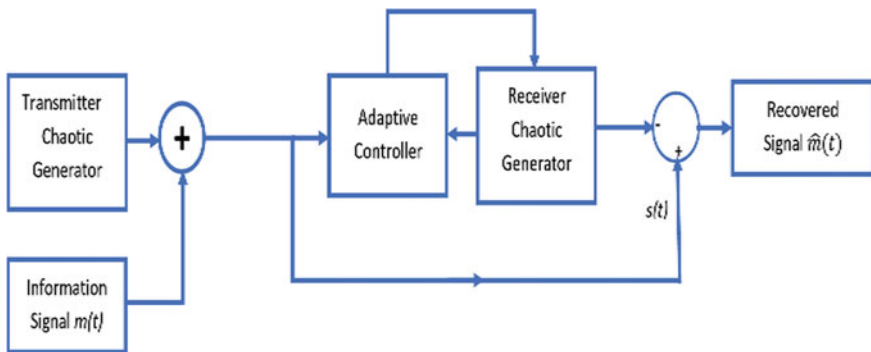 Transmitter
Chaotic
Generator
+
Adaptive
Controller
Receiver
Chaotic
Generator
-
+
Recovered
Signal m̂(t)
s(t)
Information
Signal m(t)